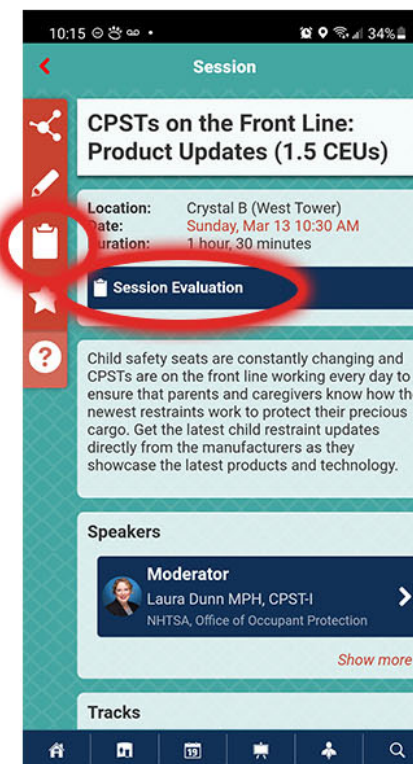 10:15
34%
Session
CPSTs on the Front Line:
Product Updates (1.5 CEUs)
Location: Crystal B (West Tower)
Date: Sunday, Mar 13 10:30 AM
Duration: 1 hour, 30 minutes
Session Evaluation
?
Child safety seats are constantly changing and
CPSTs are on the front line working every day to
ensure that parents and caregivers know how th
newest restraints work to protect their precious
cargo. Get the latest child restraint updates
directly from the manufacturers as they
showcase the latest products and technology.
Speakers
Moderator
Laura Dunn MPH, CPST-I
NHTSA, Office of Occupant Protection
Show more
Tracks
19